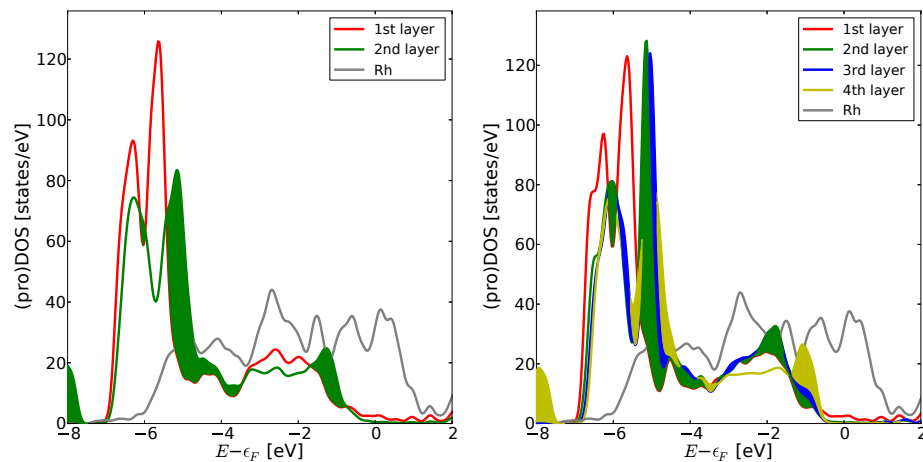 (pro)DOS [states/eV]
120
100
80
60
40
20
0
−8
−6
−4
−2
0
2
E−ϵF [eV]
1st layer
2nd layer
Rh
(pro)DOS [states/eV]
120
100
80
60
40
20
0
−8
−6
−4
−2
0
2
E−ϵF [eV]
1st layer
2nd layer
3rd layer
4th layer
Rh